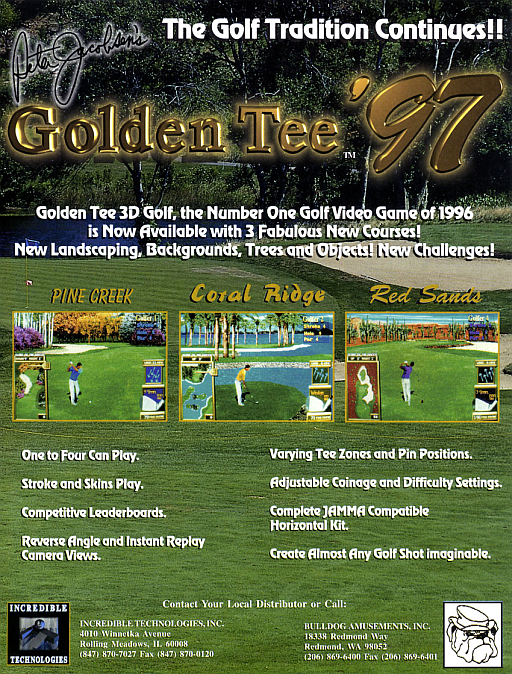 The Golf Tradition Continues!!
Peter Jacobsen's
Golden Tee '97
TM
Golden Tee 3D Golf, the Number One Golf Video Game of 1996
is Now Available with 3 Fabulous New Courses!
New Landscaping, Backgrounds, Trees and Objects! New Challenges!
PINE CREEK
Coral Ridge
Red Sands
One to Four Can Play.
Stroke and Skins Play.
Competitive Leaderboards.
Reverse Angle and Instant Replay
Camera Views.
Varying Tee Zones and Pin Positions.
Adjustable Coinage and Difficulty Settings.
Complete JAMMA Compatible
Horizontal Kit.
Create Almost Any Golf Shot imaginable.
Contact Your Local Distributor or Call:
INCREDIBLE
TECHNOLOGIES
INCREDIBLE TECHNOLOGIES, INC.
4010 Winnetka Avenue
Rolling Meadows, IL 60008
(847) 870-7027 Fax (847) 870-0120
BULLDOG AMUSEMENTS, INC.
18338 Redmond Way
Redmond, WA 98052
(206) 869-6400 Fax (206) 869-6401